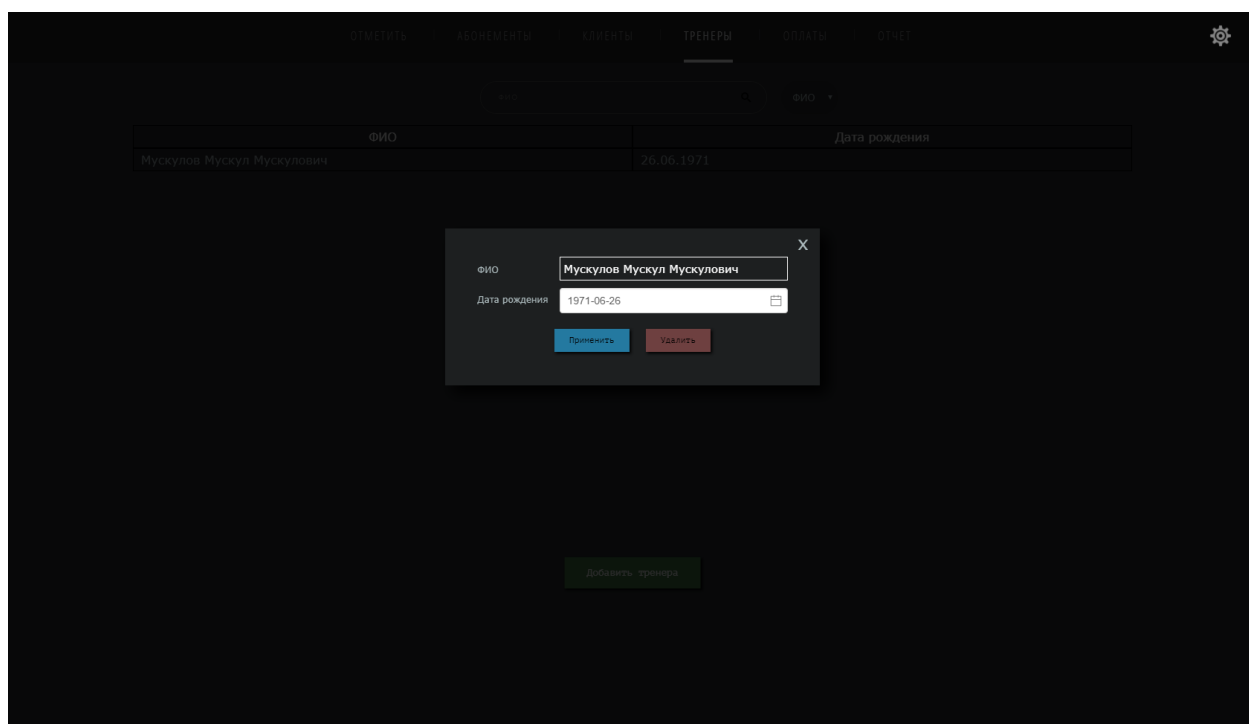 ОТМЕТИТЬ АБОНЕМЕНТЫ КЛИЕНТЫ ТРЕНЕРЫ ОПЛАТЫ ОТЧЕТ
ФИО
ФИО Дата рождения
Мускулов Мускул Мускулович 26.06.1971
X
ФИО Мускулов Мускул Мускулович
Дата рождения 1971-06-26
Применить Удалить
Добавить тренера